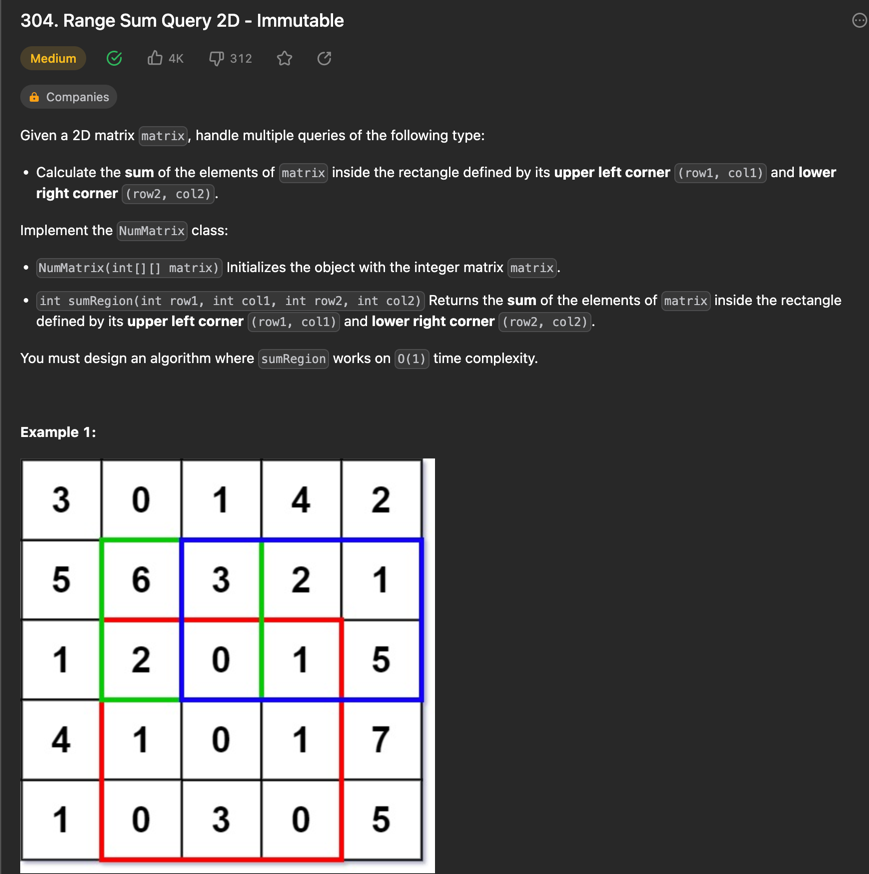 304. Range Sum Query 2D - Immutable
Medium 4K 312
Companies
Given a 2D matrix matrix, handle multiple queries of the following type:
• Calculate the sum of the elements of matrix inside the rectangle defined by its upper left corner (row1, col1) and lower
right corner (row2, col2).
Implement the NumMatrix class:
• NumMatrix(int[][] matrix) Initializes the object with the integer matrix matrix.
• int sumRegion(int row1, int col1, int row2, int col2) Returns the sum of the elements of matrix inside the rectangle
defined by its upper left corner (row1, col1) and lower right corner (row2, col2).
You must design an algorithm where sumRegion works on O(1) time complexity.
Example 1:
3 0 1 4 2
5 6 3 2 1
1 2 0 1 5
4 1 0 1 7
1 0 3 0 5